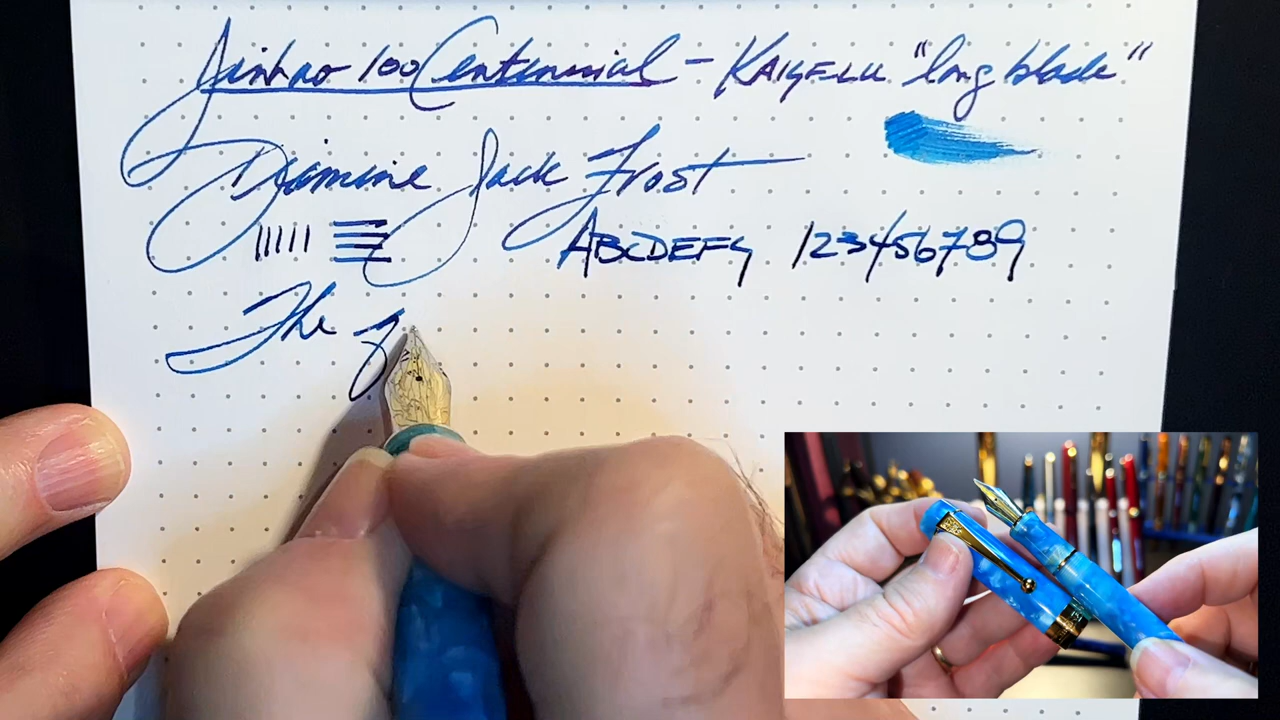 Jinhao 100 Centennial - KAIGELU "long blade"
Diamine Jack Frost
ABCDEFG 123456789
The q